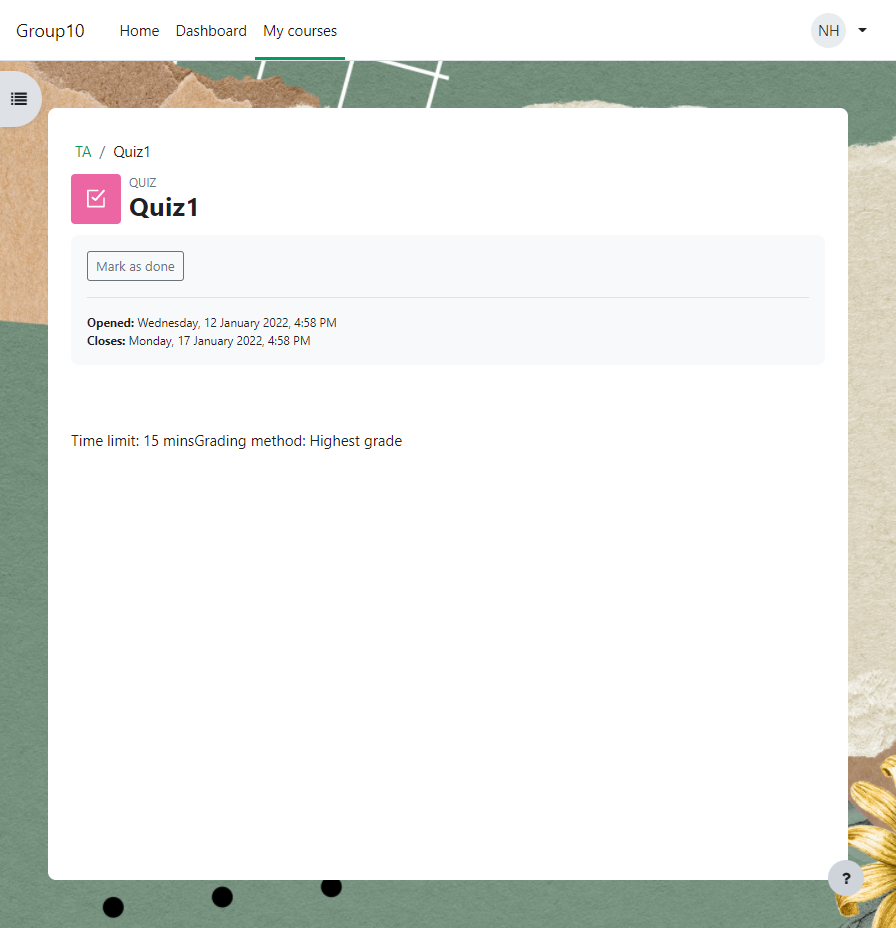 Group10 Home Dashboard My courses NH
TA / Quiz1
QUIZ
Quiz1
Mark as done
Opened: Wednesday, 12 January 2022, 4:58 PM
Closes: Monday, 17 January 2022, 4:58 PM
Time limit: 15 minsGrading method: Highest grade
?